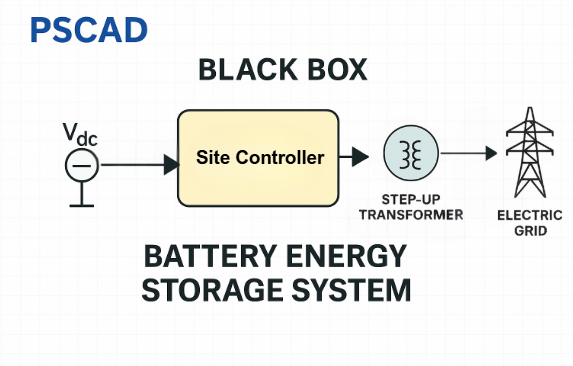 PSCAD
BLACK BOX
Vdc
Site Controller
STEP-UP
TRANSFORMER
ELECTRIC
GRID
BATTERY ENERGY
STORAGE SYSTEM